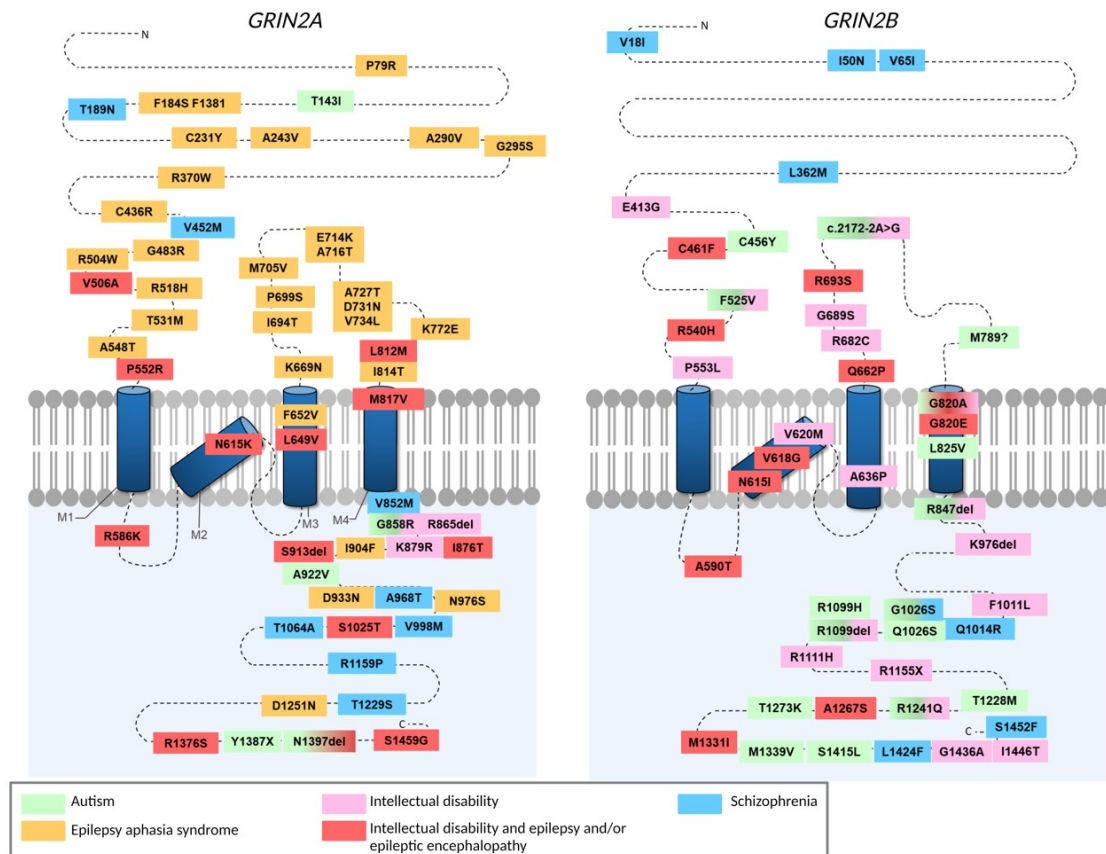 GRIN2A
N
P79R
T189N
F184S F1381
T143I
C231Y
A243V
A290V
G295S
R370W
C436R
V452M
G483R
R504W
V506A
R518H
T531M
A548T
P552R
E714K
A716T
M705V
P699S
I694T
A727T
D731N
V734L
K772E
L812M
I814T
K669N
M817V
F652V
L649V
N615K
M1
M2
M3
M4
R586K
V852M
G858R
R865del
S913del
I904F
K879R
I876T
A922V
D933N
A968T
N976S
T1064A
S1025T
V998M
R1159P
D1251N
T1229S
C
R1376S
Y1387X
N1397del
S1459G
GRIN2B
V18I
N
I50N
V65I
L362M
E413G
C461F
C456Y
c.2172-2A>G
F525V
R693S
R540H
G689S
R682C
M789?
P553L
Q662P
G820A
G820E
L825V
V620M
V618G
N615I
A636P
R847del
A590T
K976del
R1099H
G1026S
F1011L
R1099del
Q1026S
Q1014R
R1111H
R1155X
T1228M
T1273K
A1267S
R1241Q
S1452F
C
M1331I
M1339V
S1415L
L1424F
G1436A
I1446T
Autism
Epilepsy aphasia syndrome
Intellectual disability
Intellectual disability and epilepsy and/or
epileptic encephalopathy
Schizophrenia